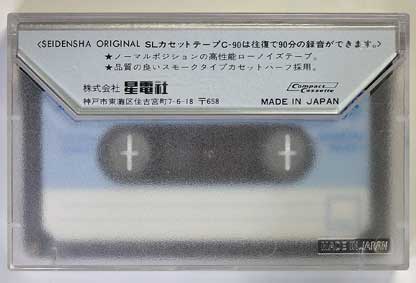 <SEIDENSHA ORIGINAL SLカセットテープC-90は往復で90分の録音ができます。>
★ノーマルポジションの高性能ローノイズテープ。
★品質の良いスモークタイプカセットハーフ採用。
株式会社 星電社
Compact Cassette
神戸市東灘区住吉宮町7-6-18 〒658
MADE IN JAPAN
MADE IN JAPAN